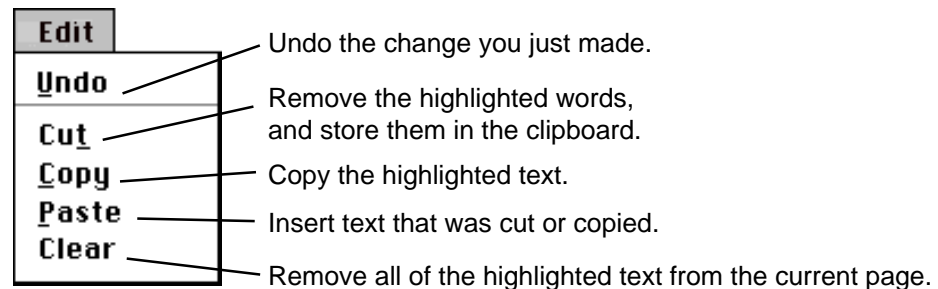 Edit
Undo
Cut
Copy
Paste
Clear
Undo the change you just made.
Remove the highlighted words,
and store them in the clipboard.
Copy the highlighted text.
Insert text that was cut or copied.
Remove all of the highlighted text from the current page.